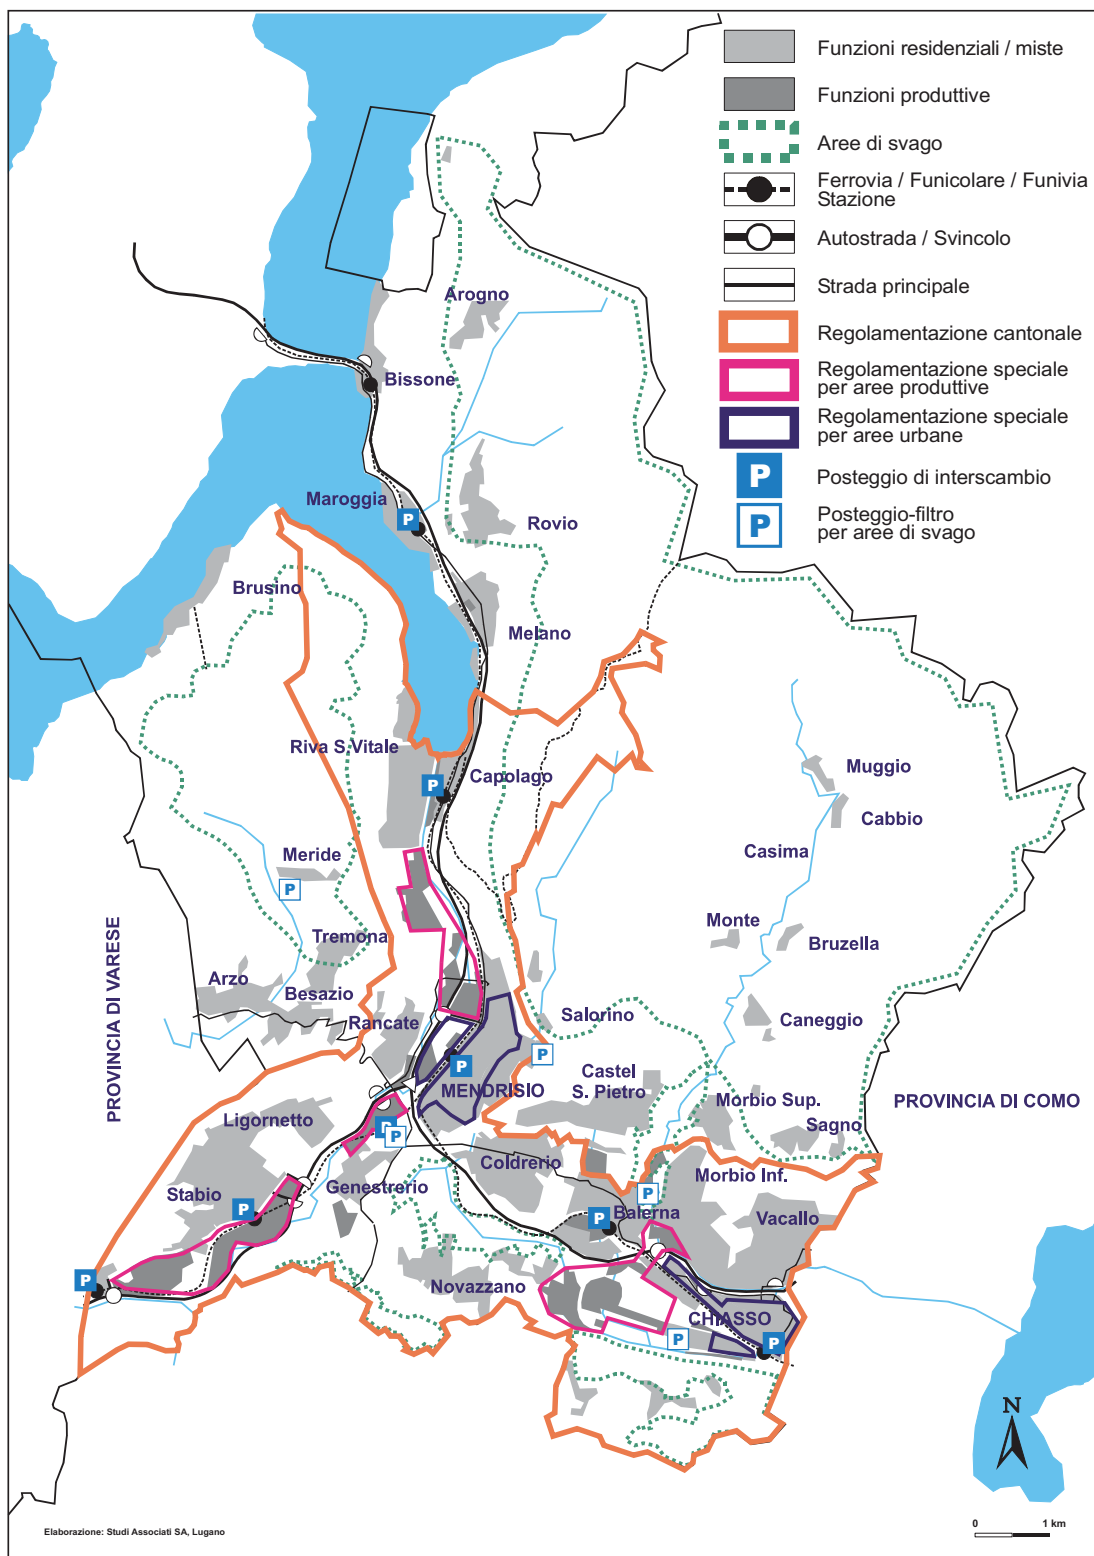 Funzioni residenziali / miste
Funzioni produttive
Aree di svago
Ferrovia / Funicolare / Funivia
Stazione
Autostrada / Svincolo
Strada principale
Regolamentazione cantonale
Regolamentazione speciale
per aree produttive
Regolamentazione speciale
per aree urbane
P
Posteggio di interscambio
P
Posteggio-filtro
per aree di svago
Arogno
Bissone
Maroggia
P
Rovio
Brusino
Melano
Riva S.Vitale
Capolago
P
Muggio
Cabbio
Casima
Meride
P
Monte
Bruzella
Tremona
Arzo
Besazio
Rancate
Salorino
Caneggio
PROVINCIA DI VARESE
P
P
MENDRISIO
Castel
S. Pietro
Morbio Sup.
PROVINCIA DI COMO
Sagno
Ligornetto
P
P
Coldrerio
Morbio Inf.
Stabio
P
Genestrerio
P
P
Balerna
Vacallo
Novazzano
P
CHIASSO
P
P
N
0 1 km
Elaborazione: Studi Associati SA, Lugano